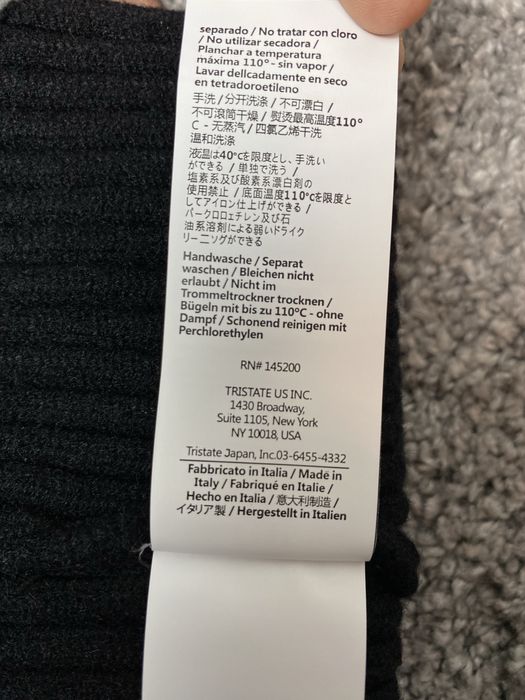 separado / No tratar con cloro
/ No utilizar secadora /
Planchar a temperatura
máxima 110° - sin vapor /
Lavar dellcadamente en seco
en tetradoroetileno
手洗 / 分开洗涤 / 不可漂白 /
不可滚筒干燥 / 熨烫最高温度110°
C - 无蒸汽 / 四氯乙烯干洗
温和洗涤
液温は40℃を限度とし、手洗い
ができる / 単独で洗う /
塩素系及び酸素系漂白剤の
使用禁止 / 底面温度110℃を限度と
してアイロン仕上げができる /
パークロロェチレン及び石
油系溶剤による弱いドライク
リーニソグができる
Handwasche / Separat
waschen / Bleichen nicht
erlaubt / Nicht im
Trommeltrockner trocknen /
Bügeln mit bis zu 110°C - ohne
Dampf / Schonend reinigen mit
Perchlorethylen
RN# 145200
TRISTATE US INC.
1430 Broadway,
Suite 1105, New York
NY 10018, USA
Tristate Japan, Inc.03-6455-4332
Fabbricato in Italia / Made in
Italy / Fabriqué en Italie /
Hecho en Italia / 意大利制造 /
イタリア製 / Hergestellt in Italien